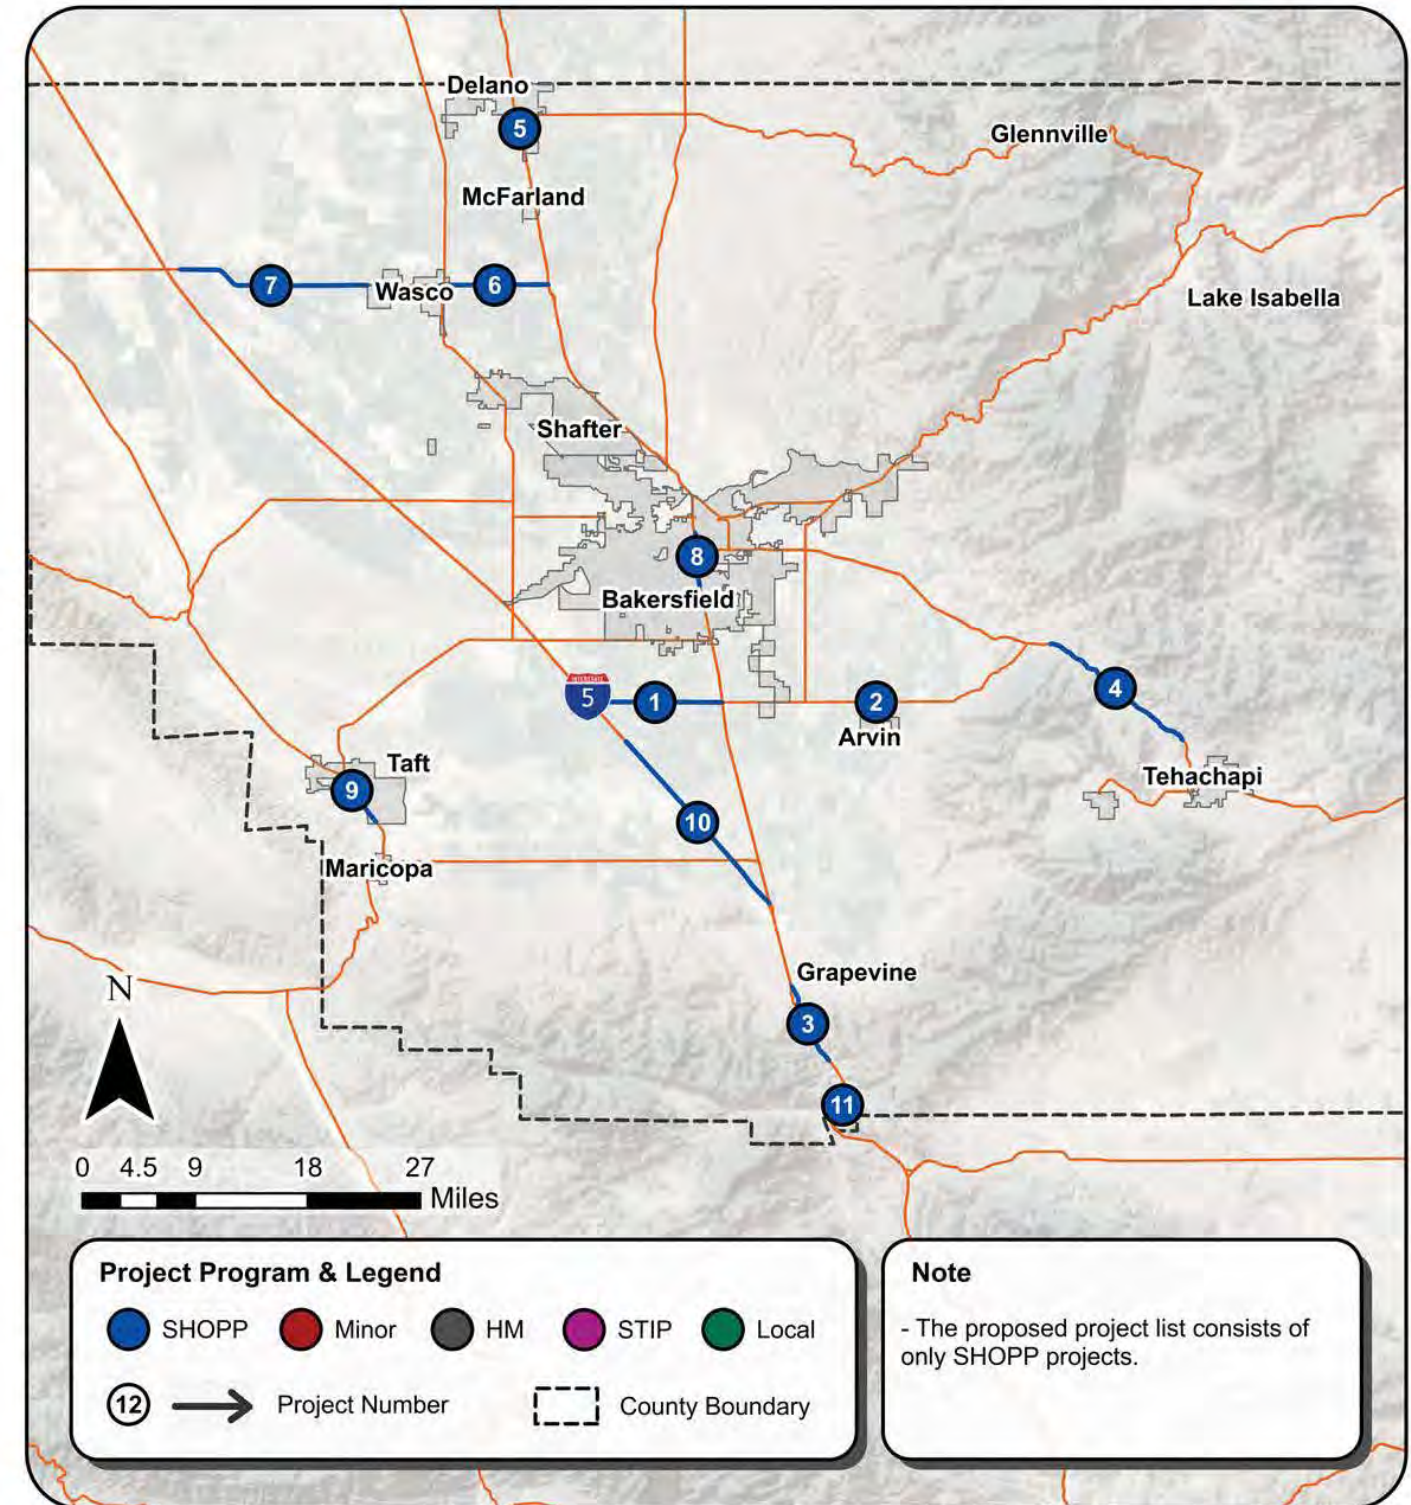 Delano
5
Glennville
McFarland
7
6
Wasco
Lake Isabella
Shafter
8
Bakersfield
5
1
2
4
Arvin
Taft
9
Tehachapi
10
Maricopa
Grapevine
N
3
11
0 4.5 9 18 27
Miles
Project Program & Legend
SHOPP Minor HM STIP Local
12 Project Number County Boundary
Note
- The proposed project list consists of
only SHOPP projects.